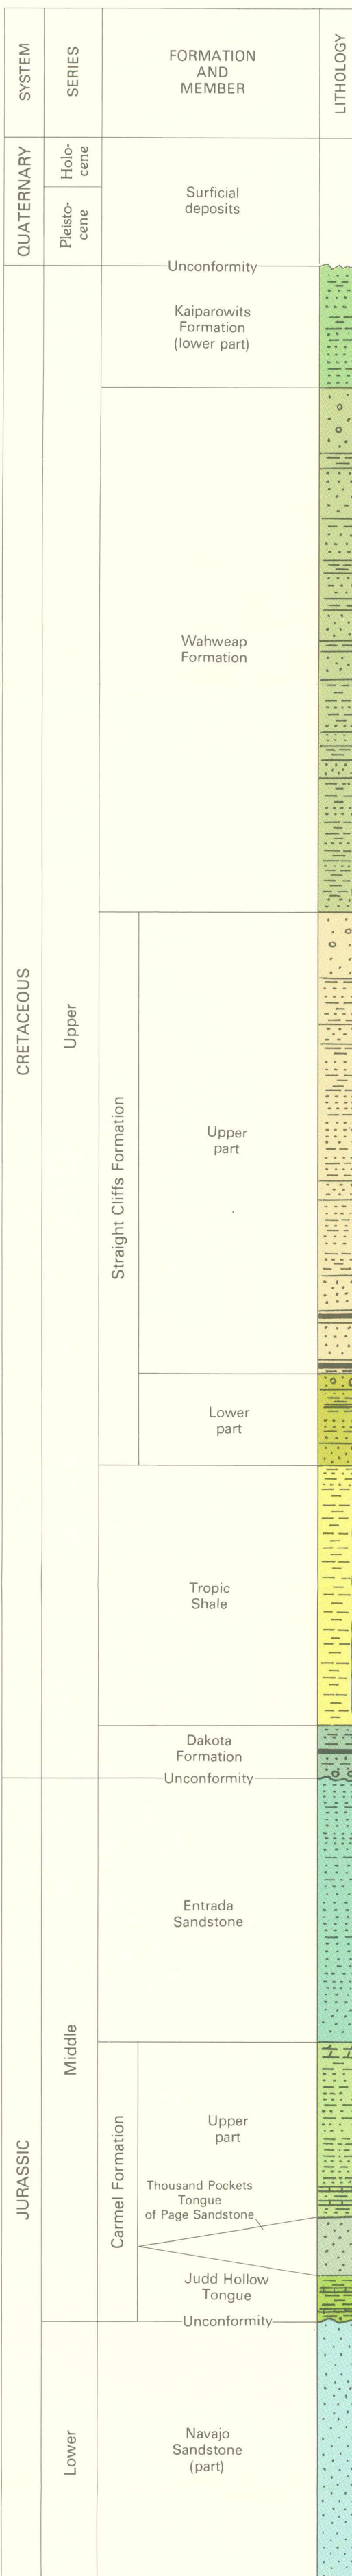 SYSTEM
SERIES
FORMATION
AND
MEMBER
LITHOLOGY
QUATERNARY
Holo-
cene
Pleisto-
cene
Surficial
deposits
Unconformity
Kaiparowits
Formation
(lower part)
Wahweap
Formation
CRETACEOUS
Upper
Straight Cliffs Formation
Upper
part
Lower
part
Tropic
Shale
Dakota
Formation
Unconformity
Entrada
Sandstone
JURASSIC
Middle
Carmel Formation
Upper
part
Thousand Pockets
Tongue
of Page Sandstone
Judd Hollow
Tongue
Unconformity
Lower
Navajo
Sandstone
(part)